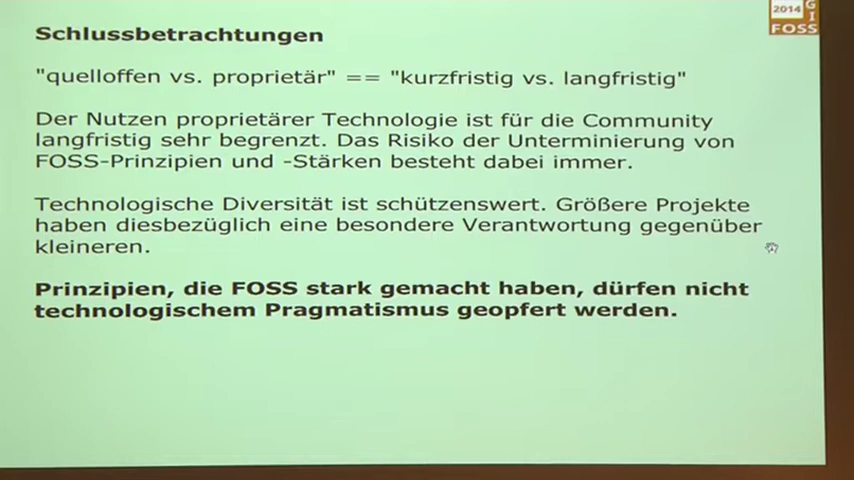 Schlussbetrachtungen
"quelloffen vs. proprietär" == "kurzfristig vs. langfristig"
Der Nutzen proprietärer Technologie ist für die Community
langfristig sehr begrenzt. Das Risiko der Unterminierung von
FOSS-Prinzipien und -Stärken besteht dabei immer.
Technologische Diversität ist schützenswert. Größere Projekte
haben diesbezüglich eine besondere Verantwortung gegenüber
kleineren.
Prinzipien, die FOSS stark gemacht haben, dürfen nicht
technologischem Pragmatismus geopfert werden.
2014
GI
FOSS